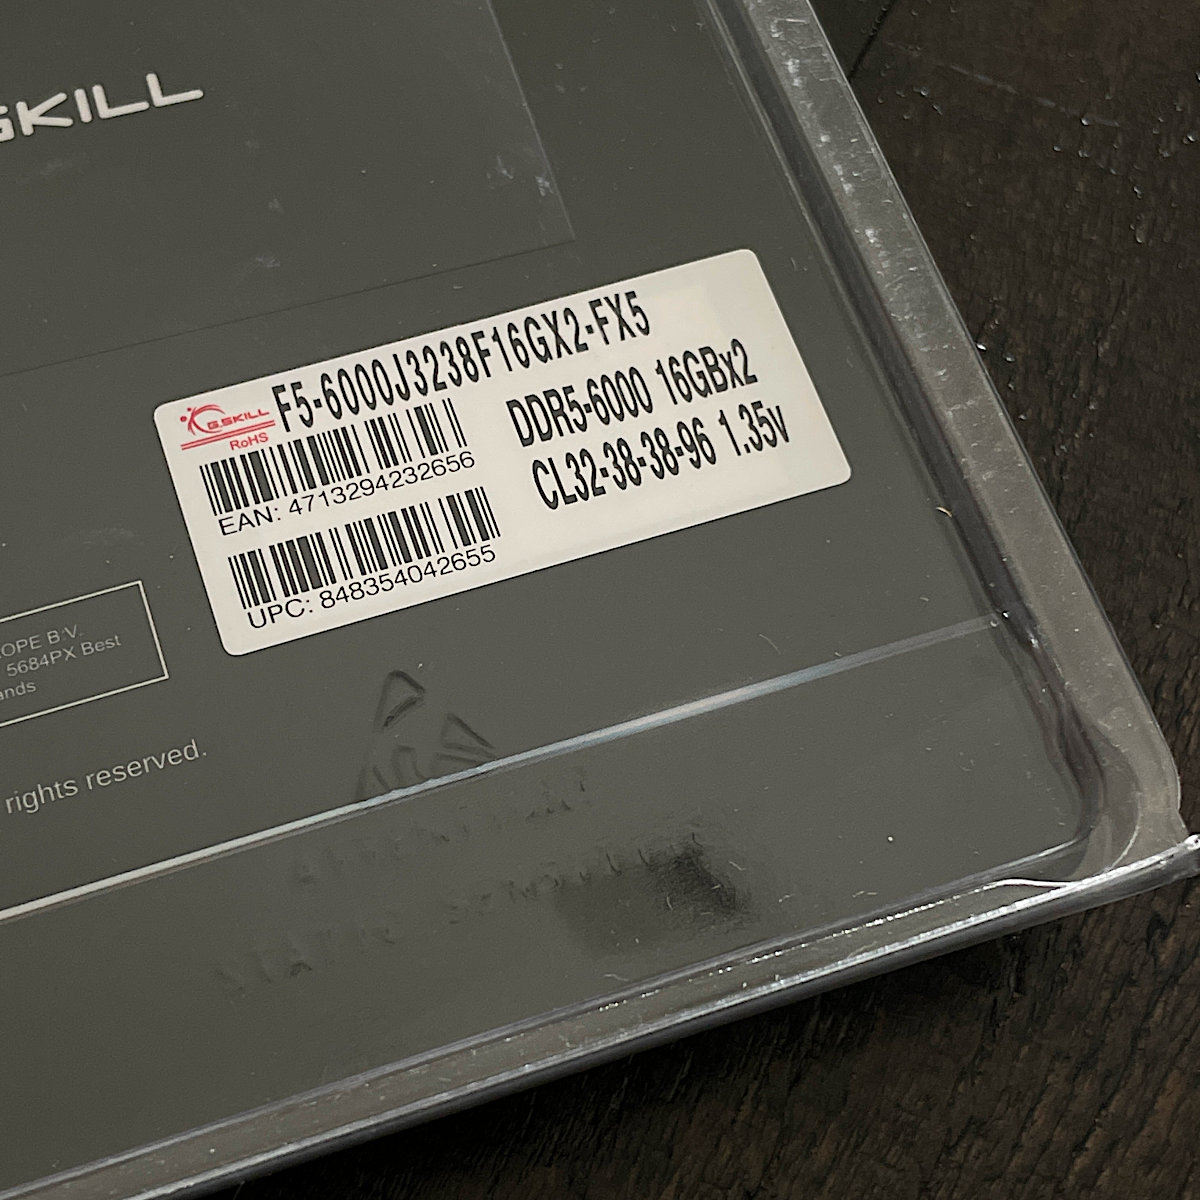 G.SKILL
F5-6000J3238F16GX2-FX5
G.SKILL
RoHS
DDR5-6000 16GBx2
CL32-38-38-96 1.35v
EAN: 4713294232656
UPC: 848354042655
OPE B.V.
5684PX Best
ands
rights reserved.